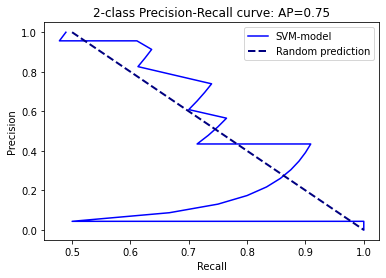 2-class Precision-Recall curve: AP=0.75
SVM-model
Random prediction
Precision
1.0
0.8
0.6
0.4
0.2
0.0
0.5 0.6 0.7 0.8 0.9 1.0
Recall